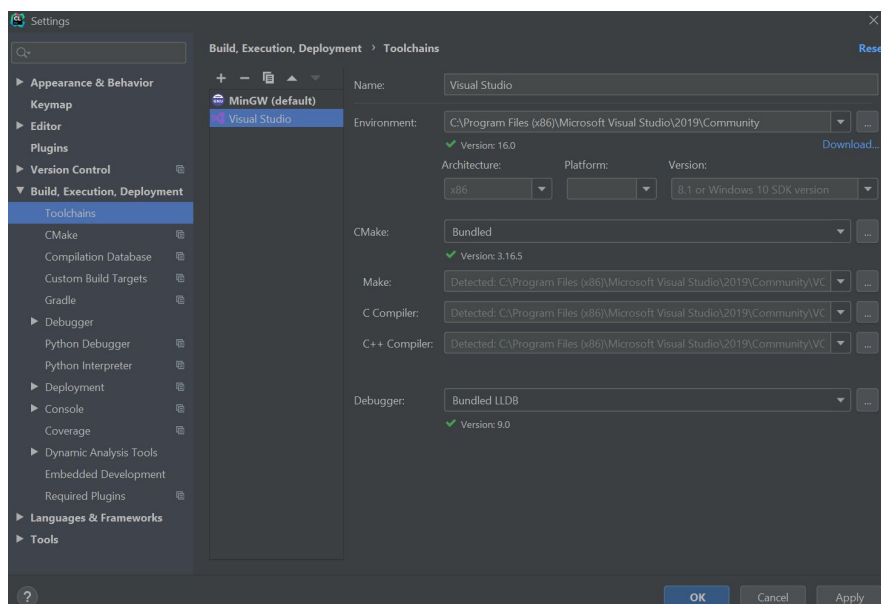 Settings
Build, Execution, Deployment › Toolchains
Rese
Appearance & Behavior
Keymap
Editor
Plugins
Version Control
Build, Execution, Deployment
Toolchains
CMake
Compilation Database
Custom Build Targets
Gradle
Debugger
Python Debugger
Python Interpreter
Deployment
Console
Coverage
Dynamic Analysis Tools
Embedded Development
Required Plugins
Languages & Frameworks
Tools
MinGW (default)
Visual Studio
Name: Visual Studio
Environment: C:\Program Files (x86)\Microsoft Visual Studio\2019\Community ...
Version: 16.0 Download...
Architecture: Platform: Version:
x86 8.1 or Windows 10 SDK version
CMake: Bundled ...
Version: 3.16.5
Make: Detected: C:\Program Files (x86)\Microsoft Visual Studio\2019\Community\VC ...
C Compiler: Detected: C:\Program Files (x86)\Microsoft Visual Studio\2019\Community\VC ...
C++ Compiler: Detected: C:\Program Files (x86)\Microsoft Visual Studio\2019\Community\VC ...
Debugger: Bundled LLDB ...
Version: 9.0
? OK Cancel Apply